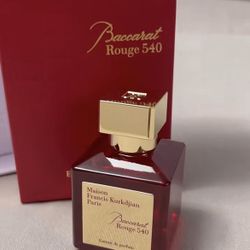 Baccarat
Rouge 540
Maison
Francis Kurkdjian
Paris
Baccarat
Rouge 540
Extrait de parfum